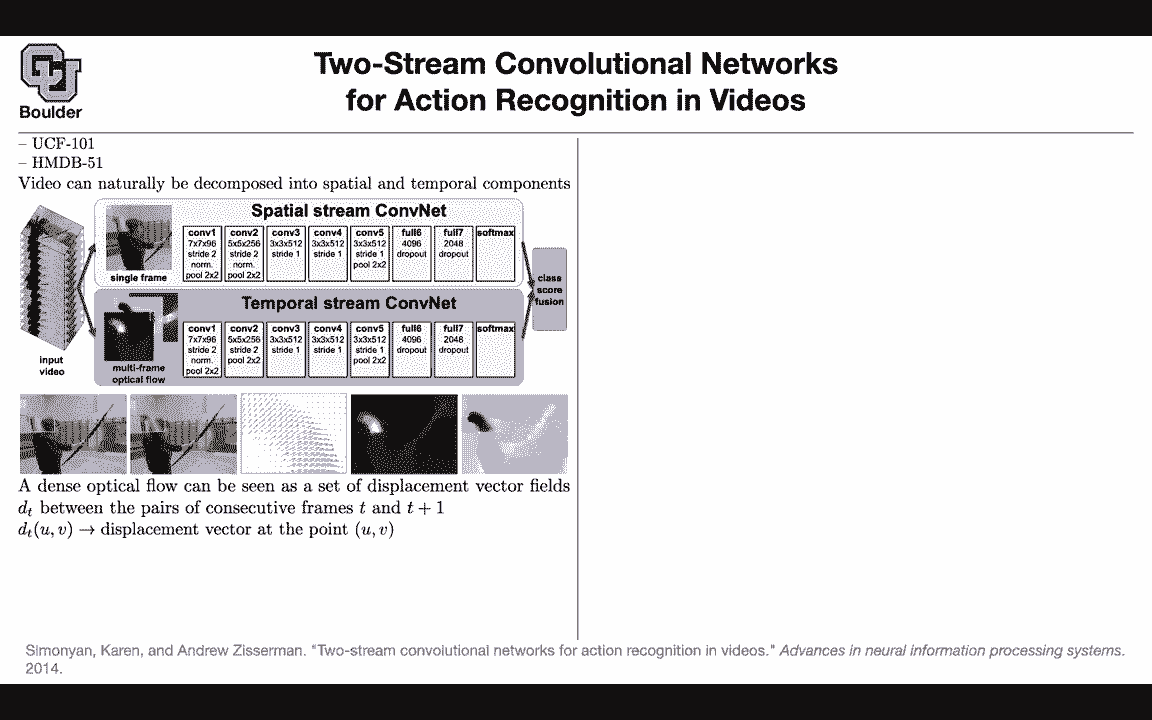 Boulder
Two-Stream Convolutional Networks
for Action Recognition in Videos
– UCF-101
– HMDB-51
Video can naturally be decomposed into spatial and temporal components
Spatial stream ConvNet
single frame
conv1 7x7x96 stride 2 norm. pool 2x2
conv2 5x5x256 stride 2 norm. pool 2x2
conv3 3x3x512 stride 1
conv4 3x3x512 stride 1
conv5 3x3x512 stride 1 pool 2x2
full6 4096 dropout
full7 2048 dropout
softmax
Temporal stream ConvNet
multi-frame
optical flow
conv1 7x7x96 stride 2 norm. pool 2x2
conv2 5x5x256 stride 2 pool 2x2
conv3 3x3x512 stride 1
conv4 3x3x512 stride 1
conv5 3x3x512 stride 1 pool 2x2
full6 4096 dropout
full7 2048 dropout
softmax
input
video
class
score
fusion
A dense optical flow can be seen as a set of displacement vector fields
dₜ between the pairs of consecutive frames t and t + 1
dₜ(u, v) → displacement vector at the point (u, v)
Simonyan, Karen, and Andrew Zisserman. "Two-stream convolutional networks for action recognition in videos." Advances in neural information processing systems.
2014.